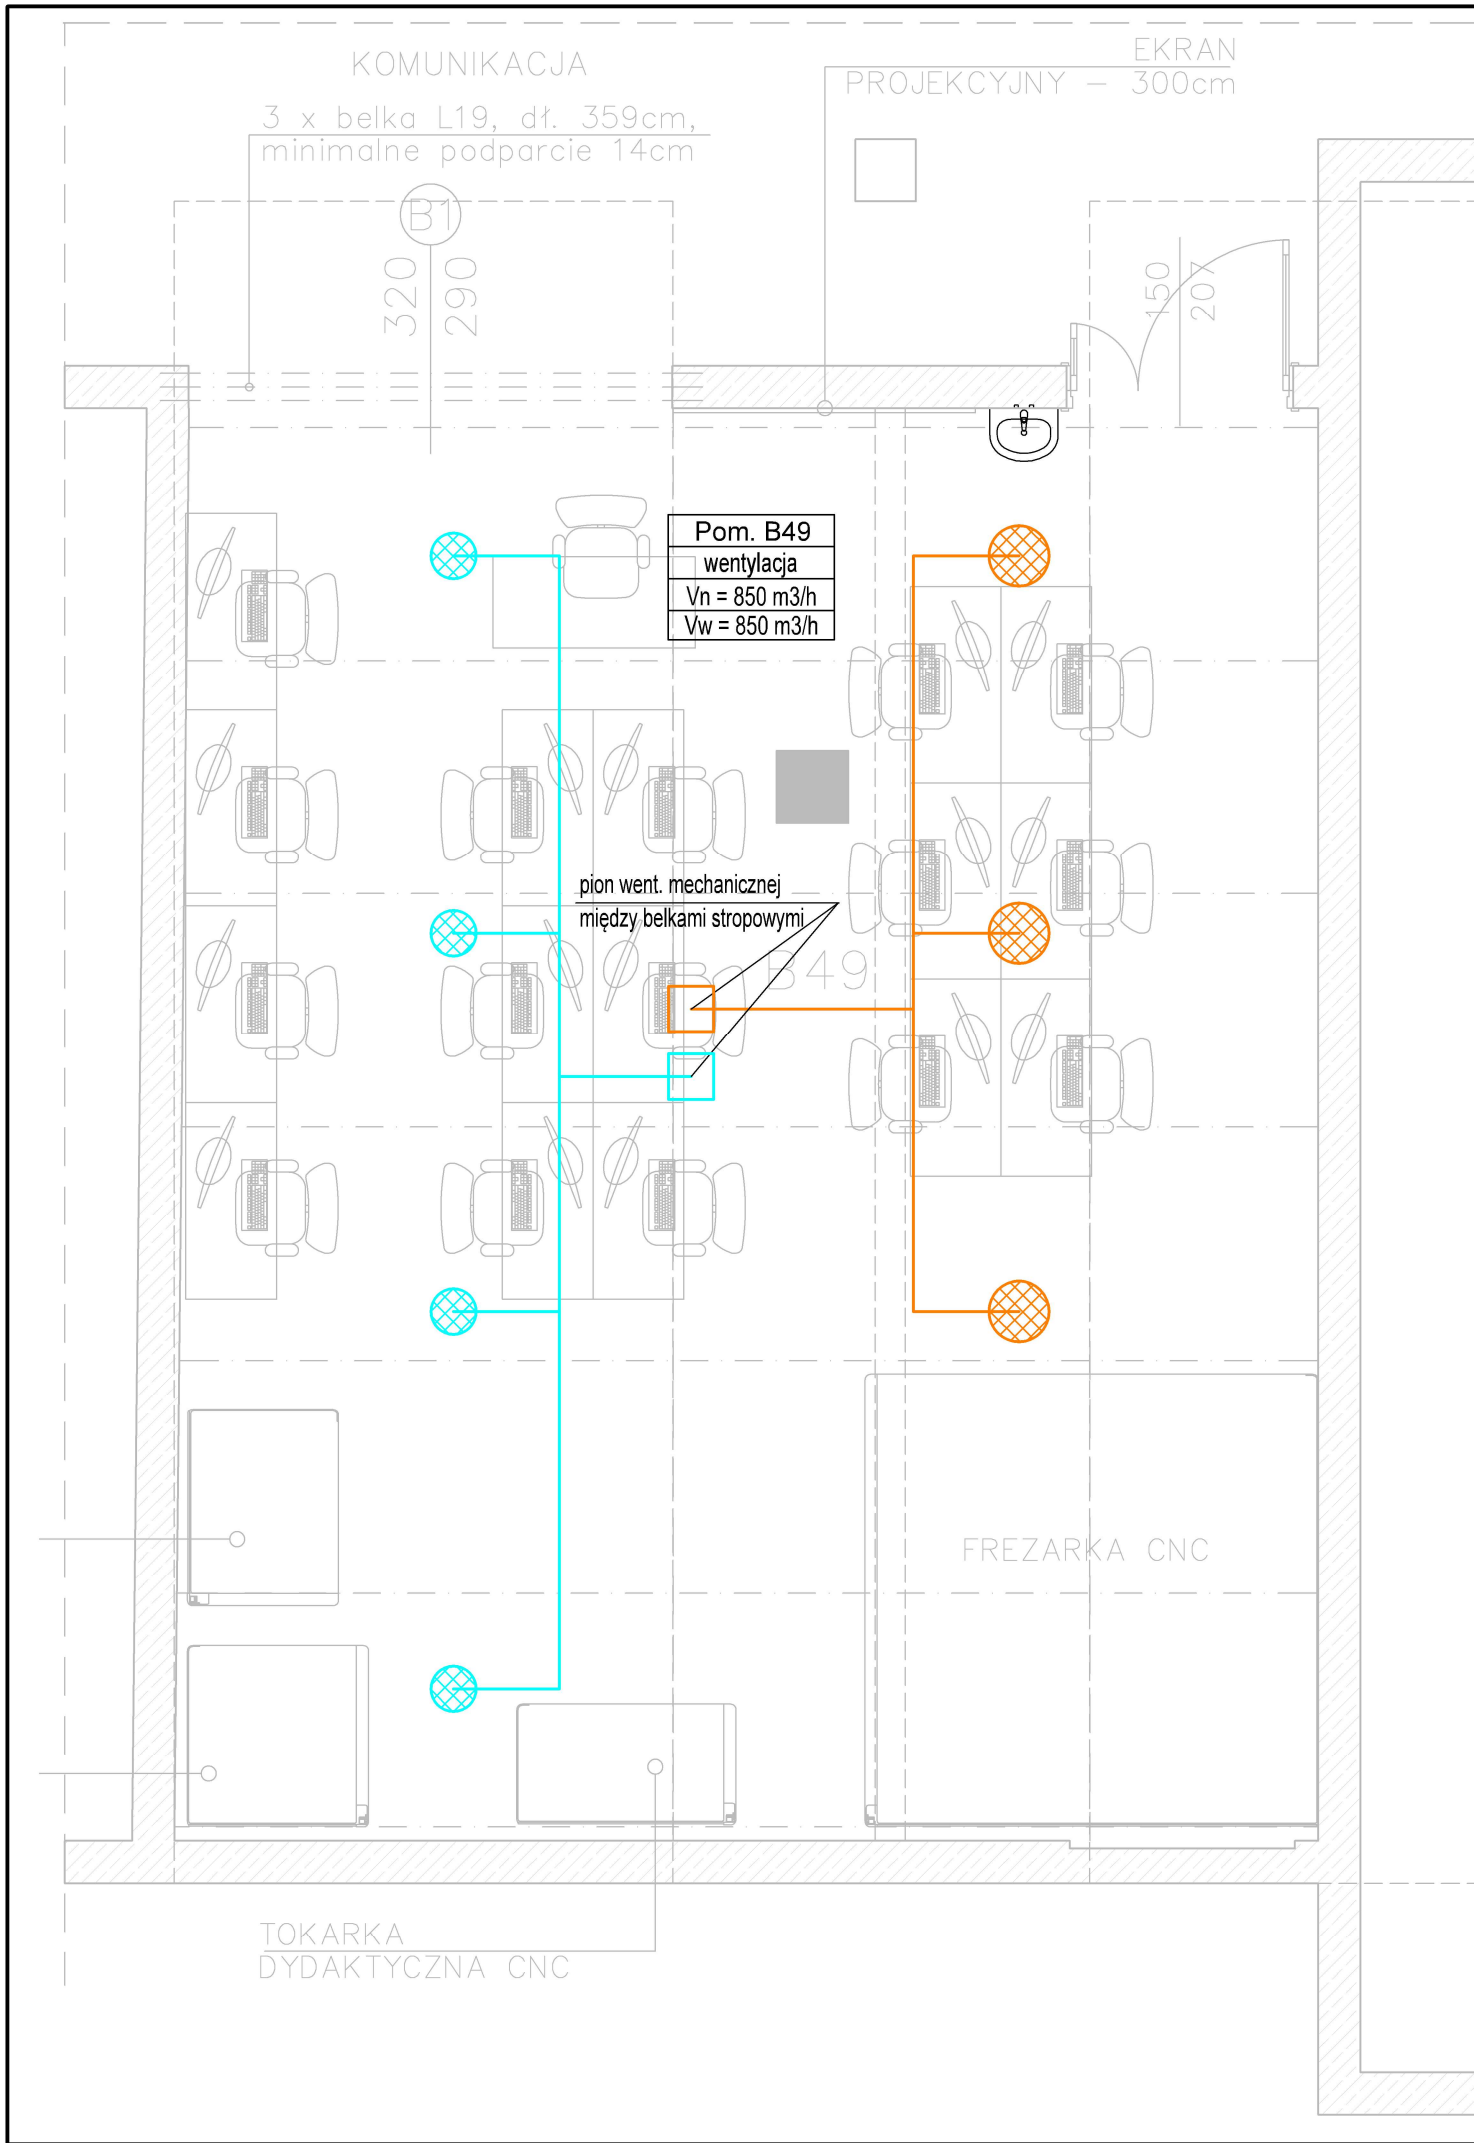 KOMUNIKACJA
EKRAN
PROJEKCYJNY - 300cm
3 x belka L19, dł. 359cm,
minimalne podparcie 14cm
B1
320
290
150
207
Pom. B49
wentylacja
Vn = 850 m3/h
Vw = 850 m3/h
pion went. mechanicznej
między belkami stropowymi
B49
FREZARKA CNC
TOKARKA
DYDAKTYCZNA CNC